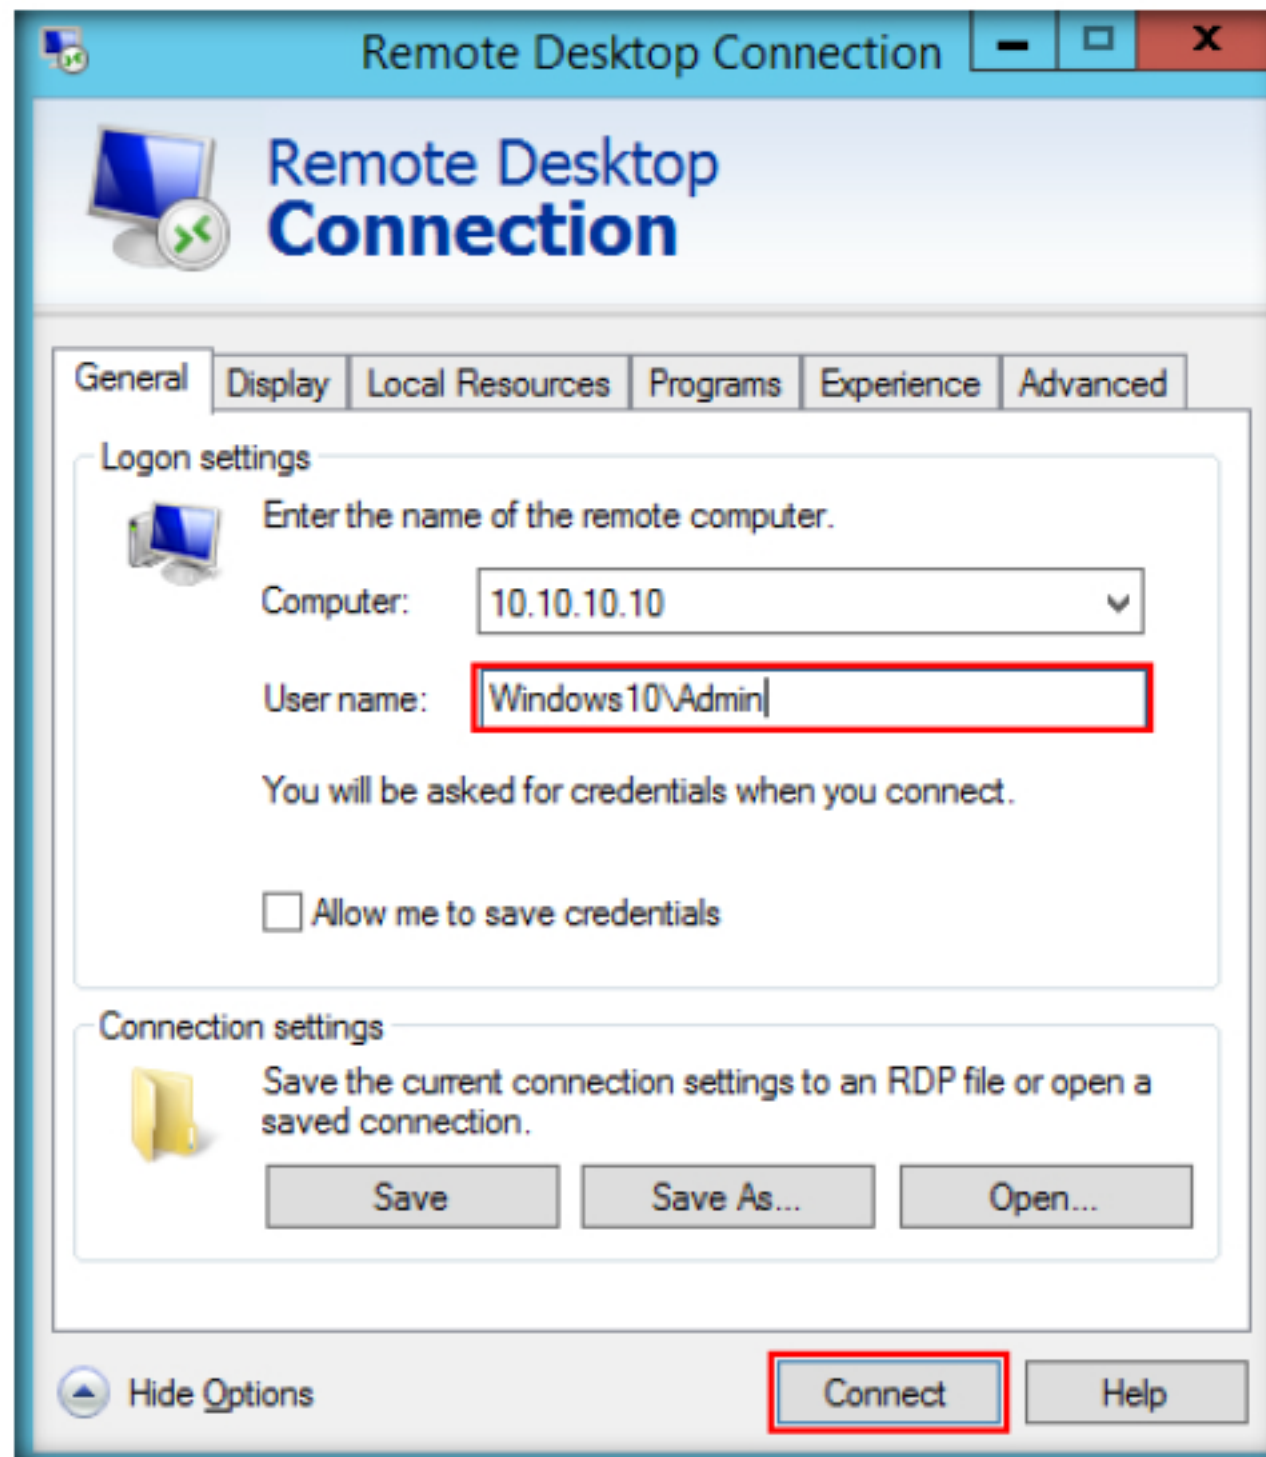 Remote Desktop Connection
Remote Desktop
Connection
General Display Local Resources Programs Experience Advanced
Logon settings
Enter the name of the remote computer.
Computer: 10.10.10.10
User name: Windows10\Admin
You will be asked for credentials when you connect.
Allow me to save credentials
Connection settings
Save the current connection settings to an RDP file or open a
saved connection.
Save Save As... Open...
Hide Options Connect Help